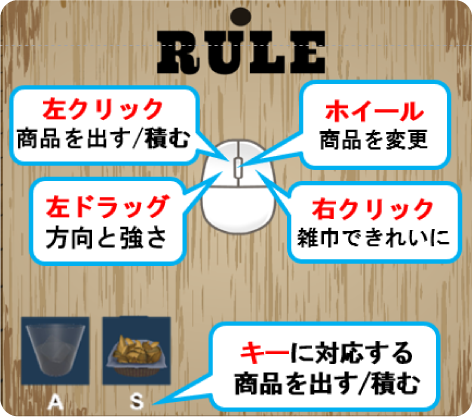 RULE
左クリック
商品を出す/積む
ホイール
商品を変更
左ドラッグ
方向と強さ
右クリック
雑巾できれいに
キーに対応する
商品を出す/積む
A S